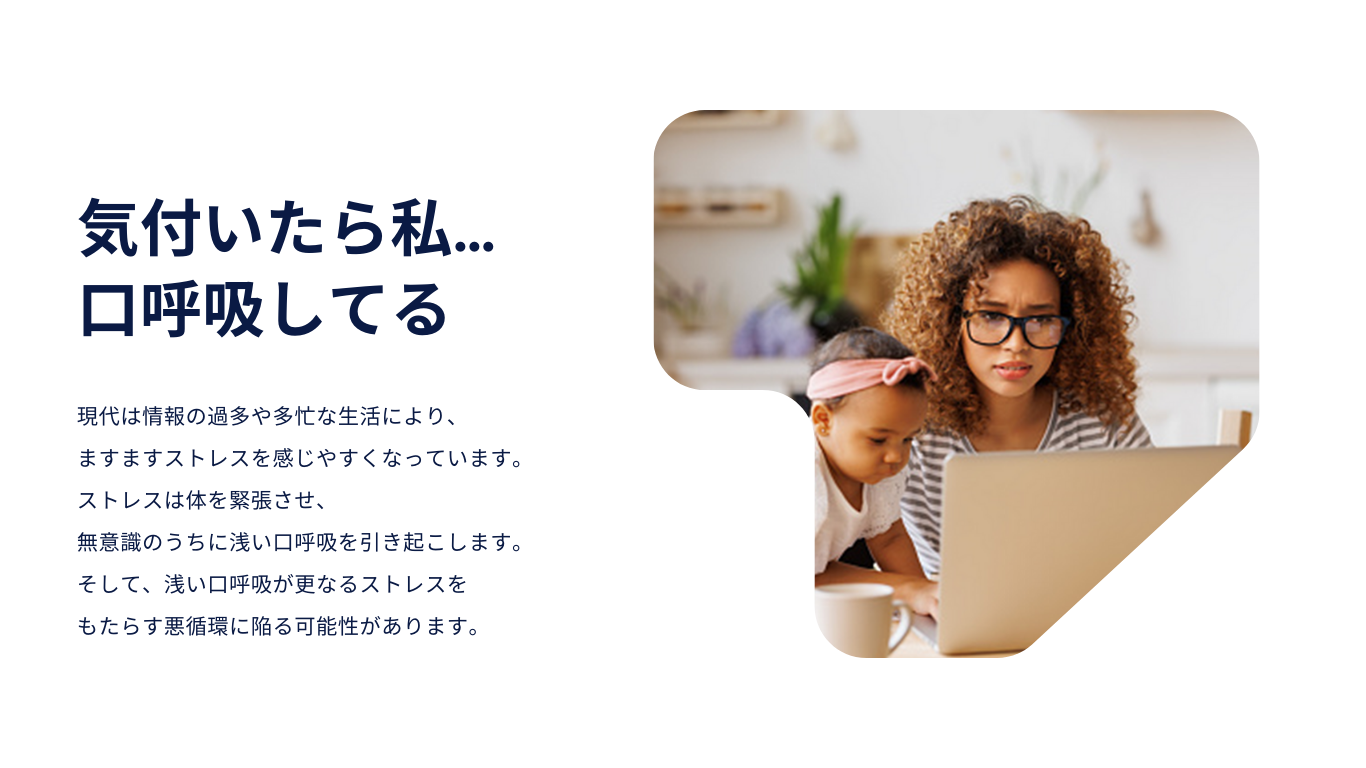 気付いたら私…
口呼吸してる
現代は情報の過多や多忙な生活により、
ますますストレスを感じやすくなっています。
ストレスは体を緊張させ、
無意識のうちに浅い口呼吸を引き起こします。
そして、浅い口呼吸が更なるストレスを
もたらす悪循環に陥る可能性があります。